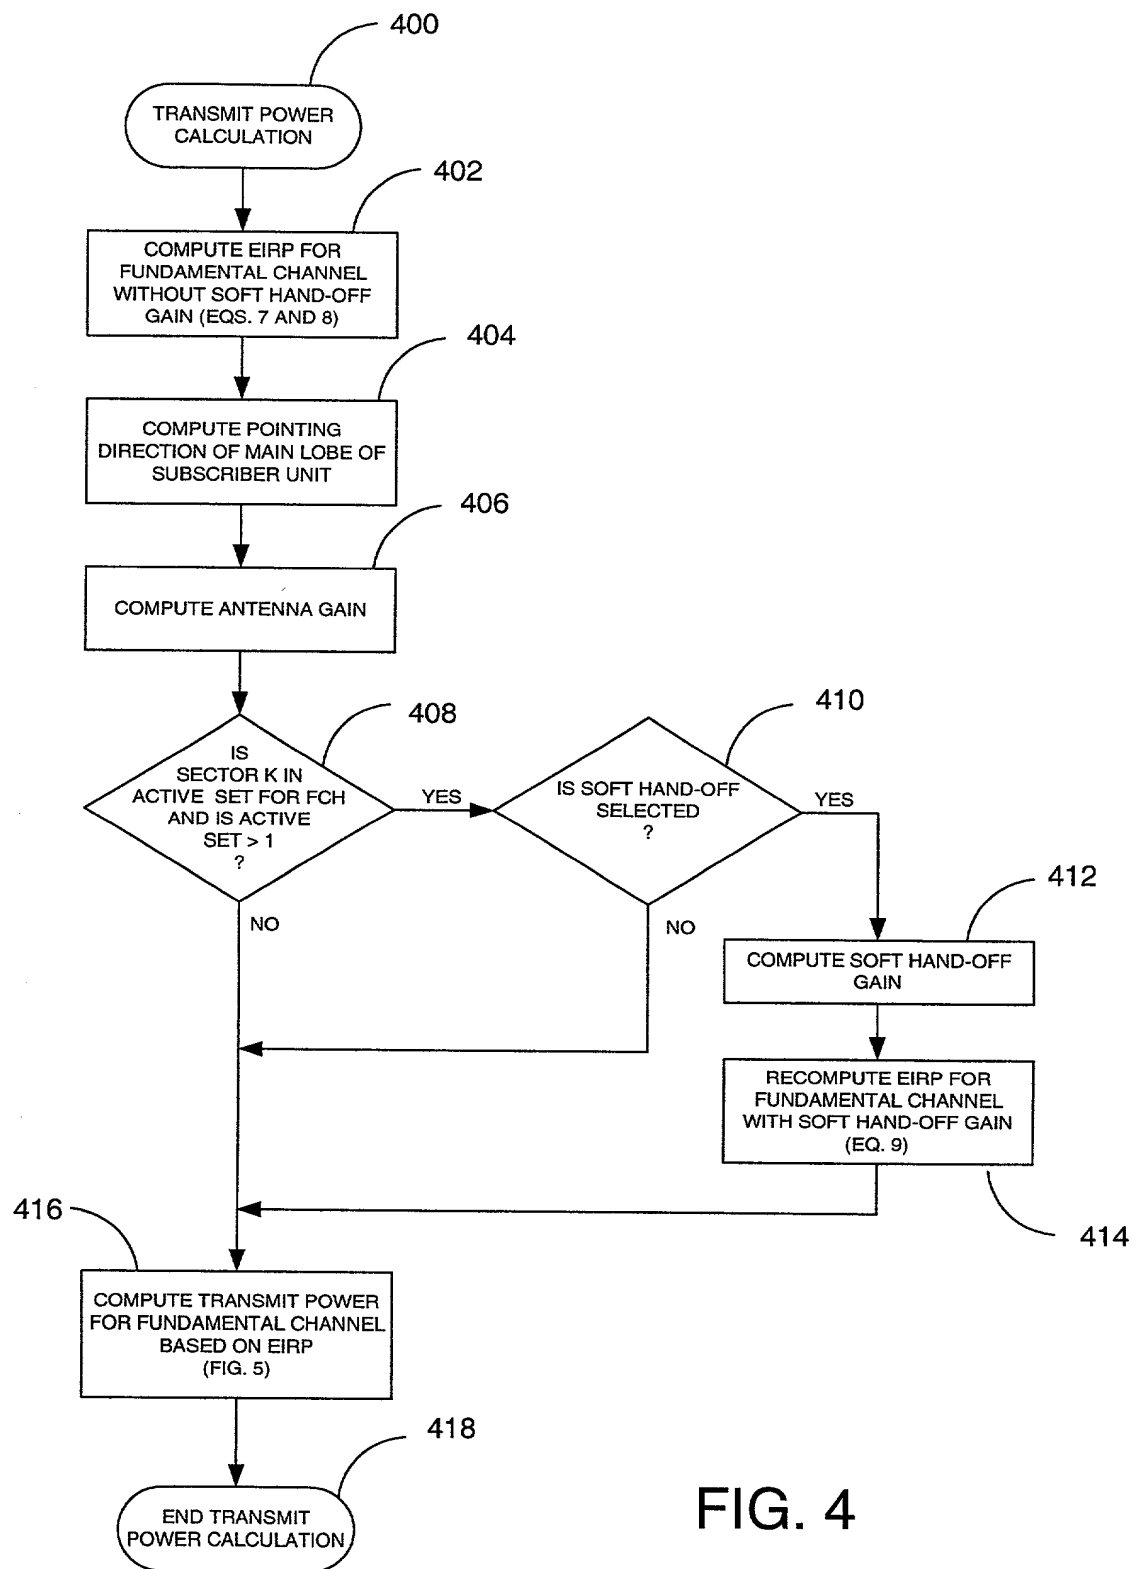 400
TRANSMIT POWER
CALCULATION
402
COMPUTE EIRP FOR
FUNDAMENTAL CHANNEL
WITHOUT SOFT HAND-OFF
GAIN (EQS. 7 AND 8)
404
COMPUTE POINTING
DIRECTION OF MAIN LOBE OF
SUBSCRIBER UNIT
406
COMPUTE ANTENNA GAIN
408
IS
SECTOR K IN
ACTIVE SET FOR FCH
AND IS ACTIVE
SET > 1
?
YES
NO
410
IS SOFT HAND-OFF
SELECTED
?
YES
NO
412
COMPUTE SOFT HAND-OFF
GAIN
RECOMPUTE EIRP FOR
FUNDAMENTAL CHANNEL
WITH SOFT HAND-OFF GAIN
(EQ. 9)
414
416
COMPUTE TRANSMIT POWER
FOR FUNDAMENTAL CHANNEL
BASED ON EIRP
(FIG. 5)
418
END TRANSMIT
POWER CALCULATION
FIG. 4